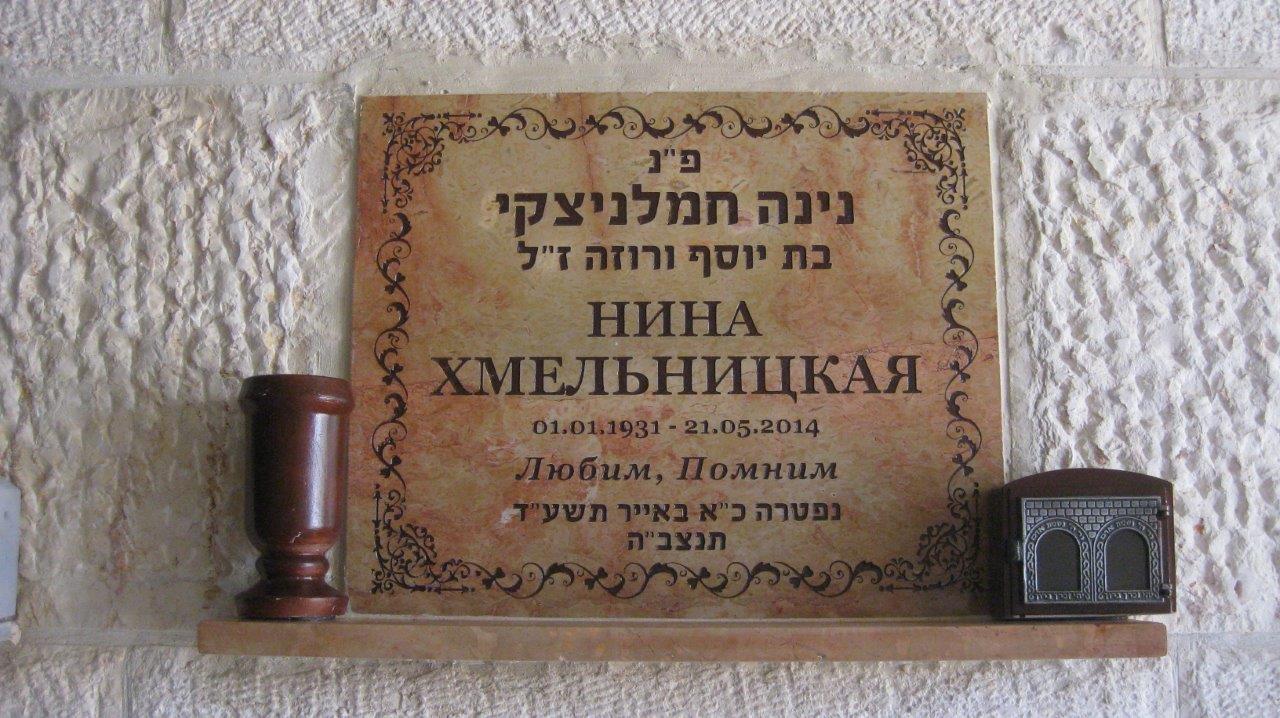 פ"נ
נינה חמלניצקי
בת יוסף ורוזה ז"ל
НИНА
ХМЕЛЬНИЦКАЯ
01.01.1931 - 21.05.2014
Любим, Помним
נפטרה כ"א באייר תשע"ד
תנצב"ה